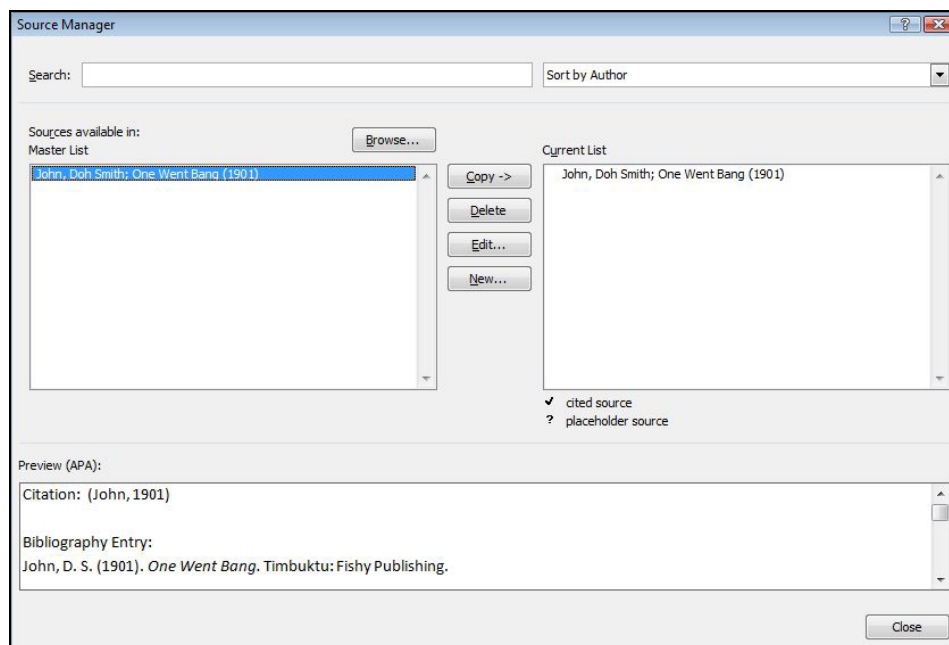 Source Manager
Search:
Sort by Author
Sources available in:
Master List
Browse...
Current List
John, Doh Smith; One Went Bang (1901)
Copy ->
Delete
Edit...
New...
John, Doh Smith; One Went Bang (1901)
✓ cited source
? placeholder source
Preview (APA):
Citation: (John, 1901)
Bibliography Entry:
John, D. S. (1901). One Went Bang. Timbuktu: Fishy Publishing.
Close